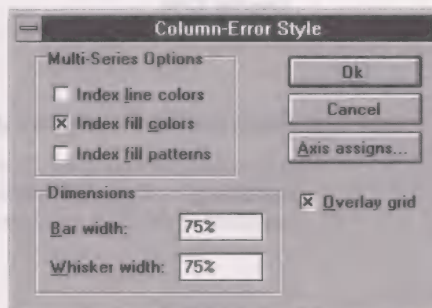 Column-Error Style
Multi-Series Options
Index line colors
Index fill colors
Index fill patterns
Ok
Cancel
Axis assigns...
Dimensions
Bar width: 75%
Whisker width: 75%
Overlay grid